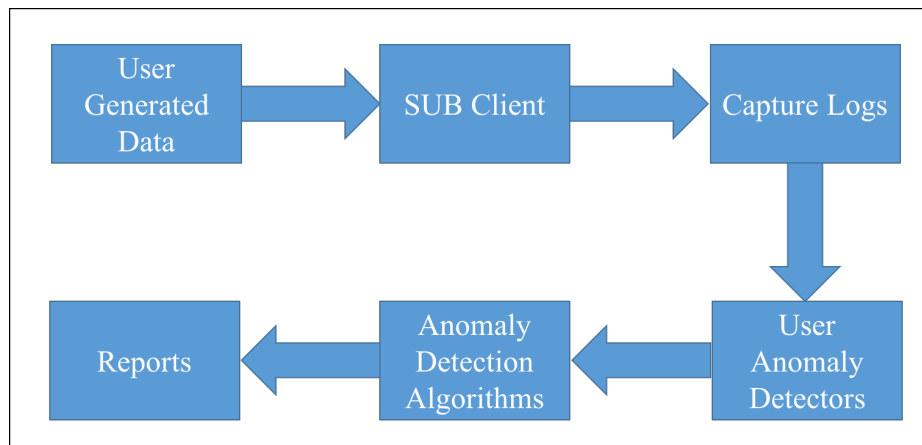 User
Generated
Data
SUB Client
Capture Logs
Reports
Anomaly
Detection
Algorithms
User
Anomaly
Detectors